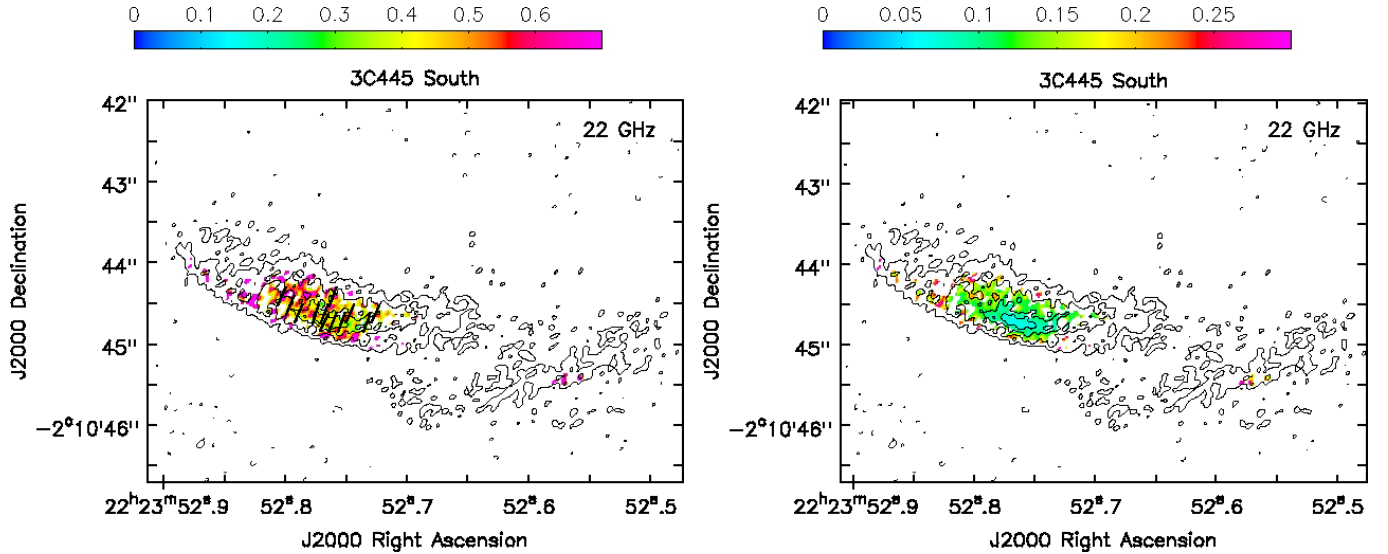 0 0.1 0.2 0.3 0.4 0.5 0.6
3C445 South
22 GHz
42"
43"
44"
45"
−2°10'46"
J2000 Declination
22ʰ23ᵐ52ˢ.9 52ˢ.8 52ˢ.7 52ˢ.6 52ˢ.5
J2000 Right Ascension
0 0.05 0.1 0.15 0.2 0.25
3C445 South
22 GHz
42"
43"
44"
45"
−2°10'46"
J2000 Declination
22ʰ23ᵐ52ˢ.9 52ˢ.8 52ˢ.7 52ˢ.6 52ˢ.5
J2000 Right Ascension